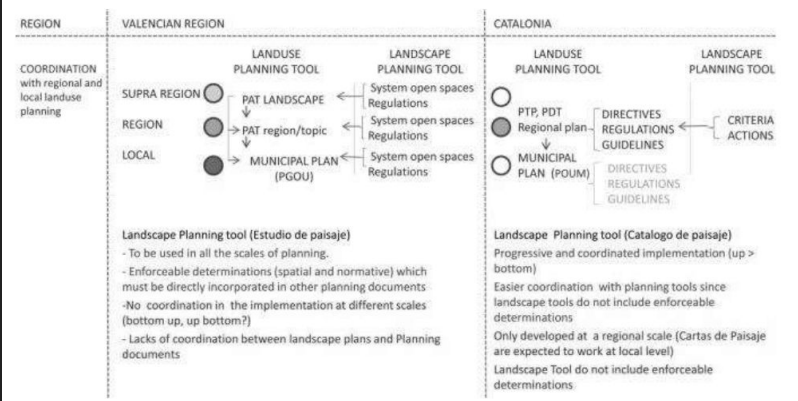 REGION
VALENCIAN REGION
CATALONIA
COORDINATION
with regional and
local landuse
planning
LANDUSE
PLANNING TOOL
LANDSCAPE
PLANNING TOOL
SUPRA REGION
PAT LANDSCAPE
System open spaces
Regulations
REGION
PAT region/topic
System open spaces
Regulations
LOCAL
MUNICIPAL PLAN
(PGOU)
System open spaces
Regulations
LANDUSE
PLANNING TOOL
LANDSCAPE
PLANNING TOOL
PTP, PDT
Regional plan
DIRECTIVES
REGULATIONS
GUIDELINES
CRITERIA
ACTIONS
MUNICIPAL
PLAN (POUM)
DIRECTIVES
REGULATIONS
GUIDELINES
Landscape Planning tool (Estudio de paisaje)
- To be used in all the scales of planning.
- Enforceable determinations (spatial and normative) which
must be directly incorporated in other planning documents
-No coordination in the implementation at different scales
(bottom up, up bottom?)
- Lacks of coordination between landscape plans and Planning
documents
Landscape Planning tool (Catalogo de paisaje)
Progressive and coordinated implementation (up >
bottom)
Easier coordination with planning tools since
landscape tools do not include enforceable
determinations
Only developed at a regional scale (Cartas de Paisaje
are expected to work at local level)
Landscape Tool do not include enforceable
determinations